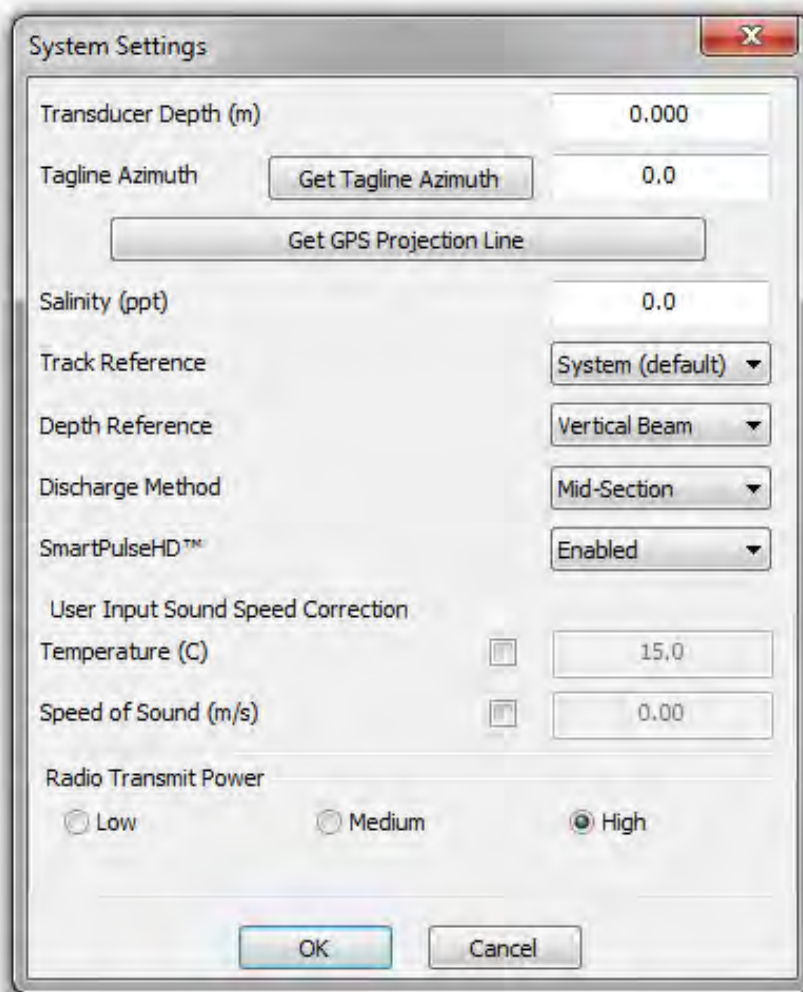 System Settings
Transducer Depth (m) 0.000
Tagline Azimuth Get Tagline Azimuth 0.0
Get GPS Projection Line
Salinity (ppt) 0.0
Track Reference System (default)
Depth Reference Vertical Beam
Discharge Method Mid-Section
SmartPulseHD™ Enabled
User Input Sound Speed Correction
Temperature (C) 15.0
Speed of Sound (m/s) 0.00
Radio Transmit Power
Low Medium High
OK Cancel